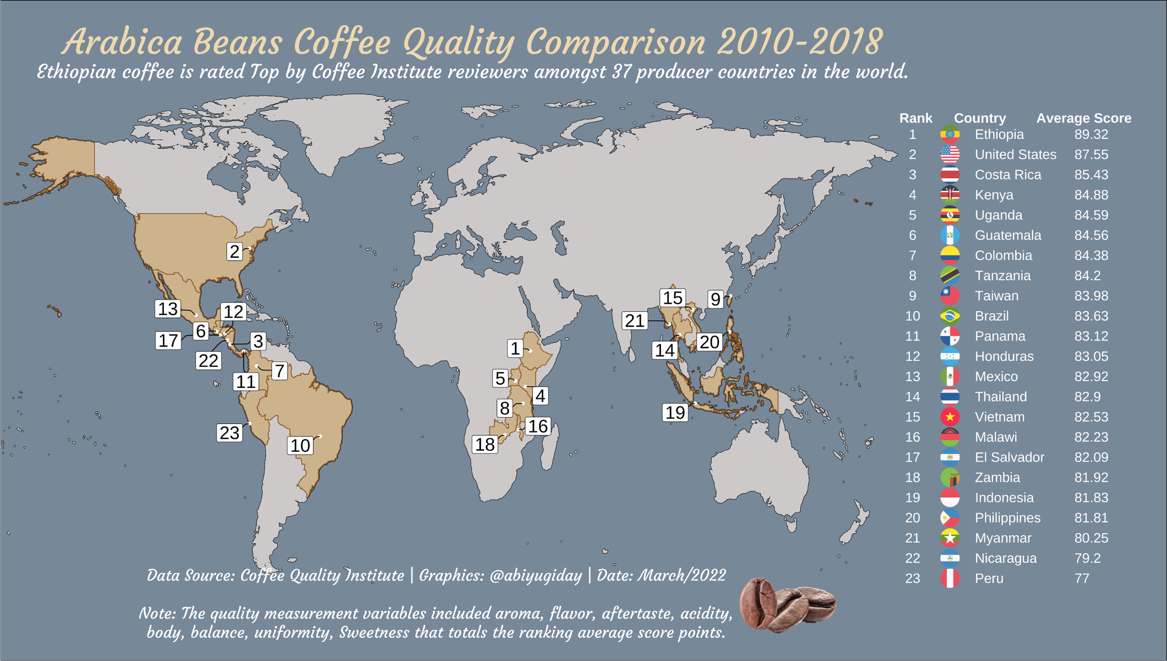 Arabica Beans Coffee Quality Comparison 2010-2018
Ethiopian coffee is rated Top by Coffee Institute reviewers amongst 37 producer countries in the world.
Rank Country Average Score
1 Ethiopia 89.32
2 United States 87.55
3 Costa Rica 85.43
4 Kenya 84.88
5 Uganda 84.59
6 Guatemala 84.56
7 Colombia 84.38
8 Tanzania 84.2
9 Taiwan 83.98
10 Brazil 83.63
11 Panama 83.12
12 Honduras 83.05
13 Mexico 82.92
14 Thailand 82.9
15 Vietnam 82.53
16 Malawi 82.23
17 El Salvador 82.09
18 Zambia 81.92
19 Indonesia 81.83
20 Philippines 81.81
21 Myanmar 80.25
22 Nicaragua 79.2
23 Peru 77
2
13
12
6
17
3
22
7
11
23
10
1
5
4
8
16
18
15
9
21
20
14
19
Data Source: Coffee Quality Institute | Graphics: @abiyugiday | Date: March/2022
Note: The quality measurement variables included aroma, flavor, aftertaste, acidity,
body, balance, uniformity, Sweetness that totals the ranking average score points.